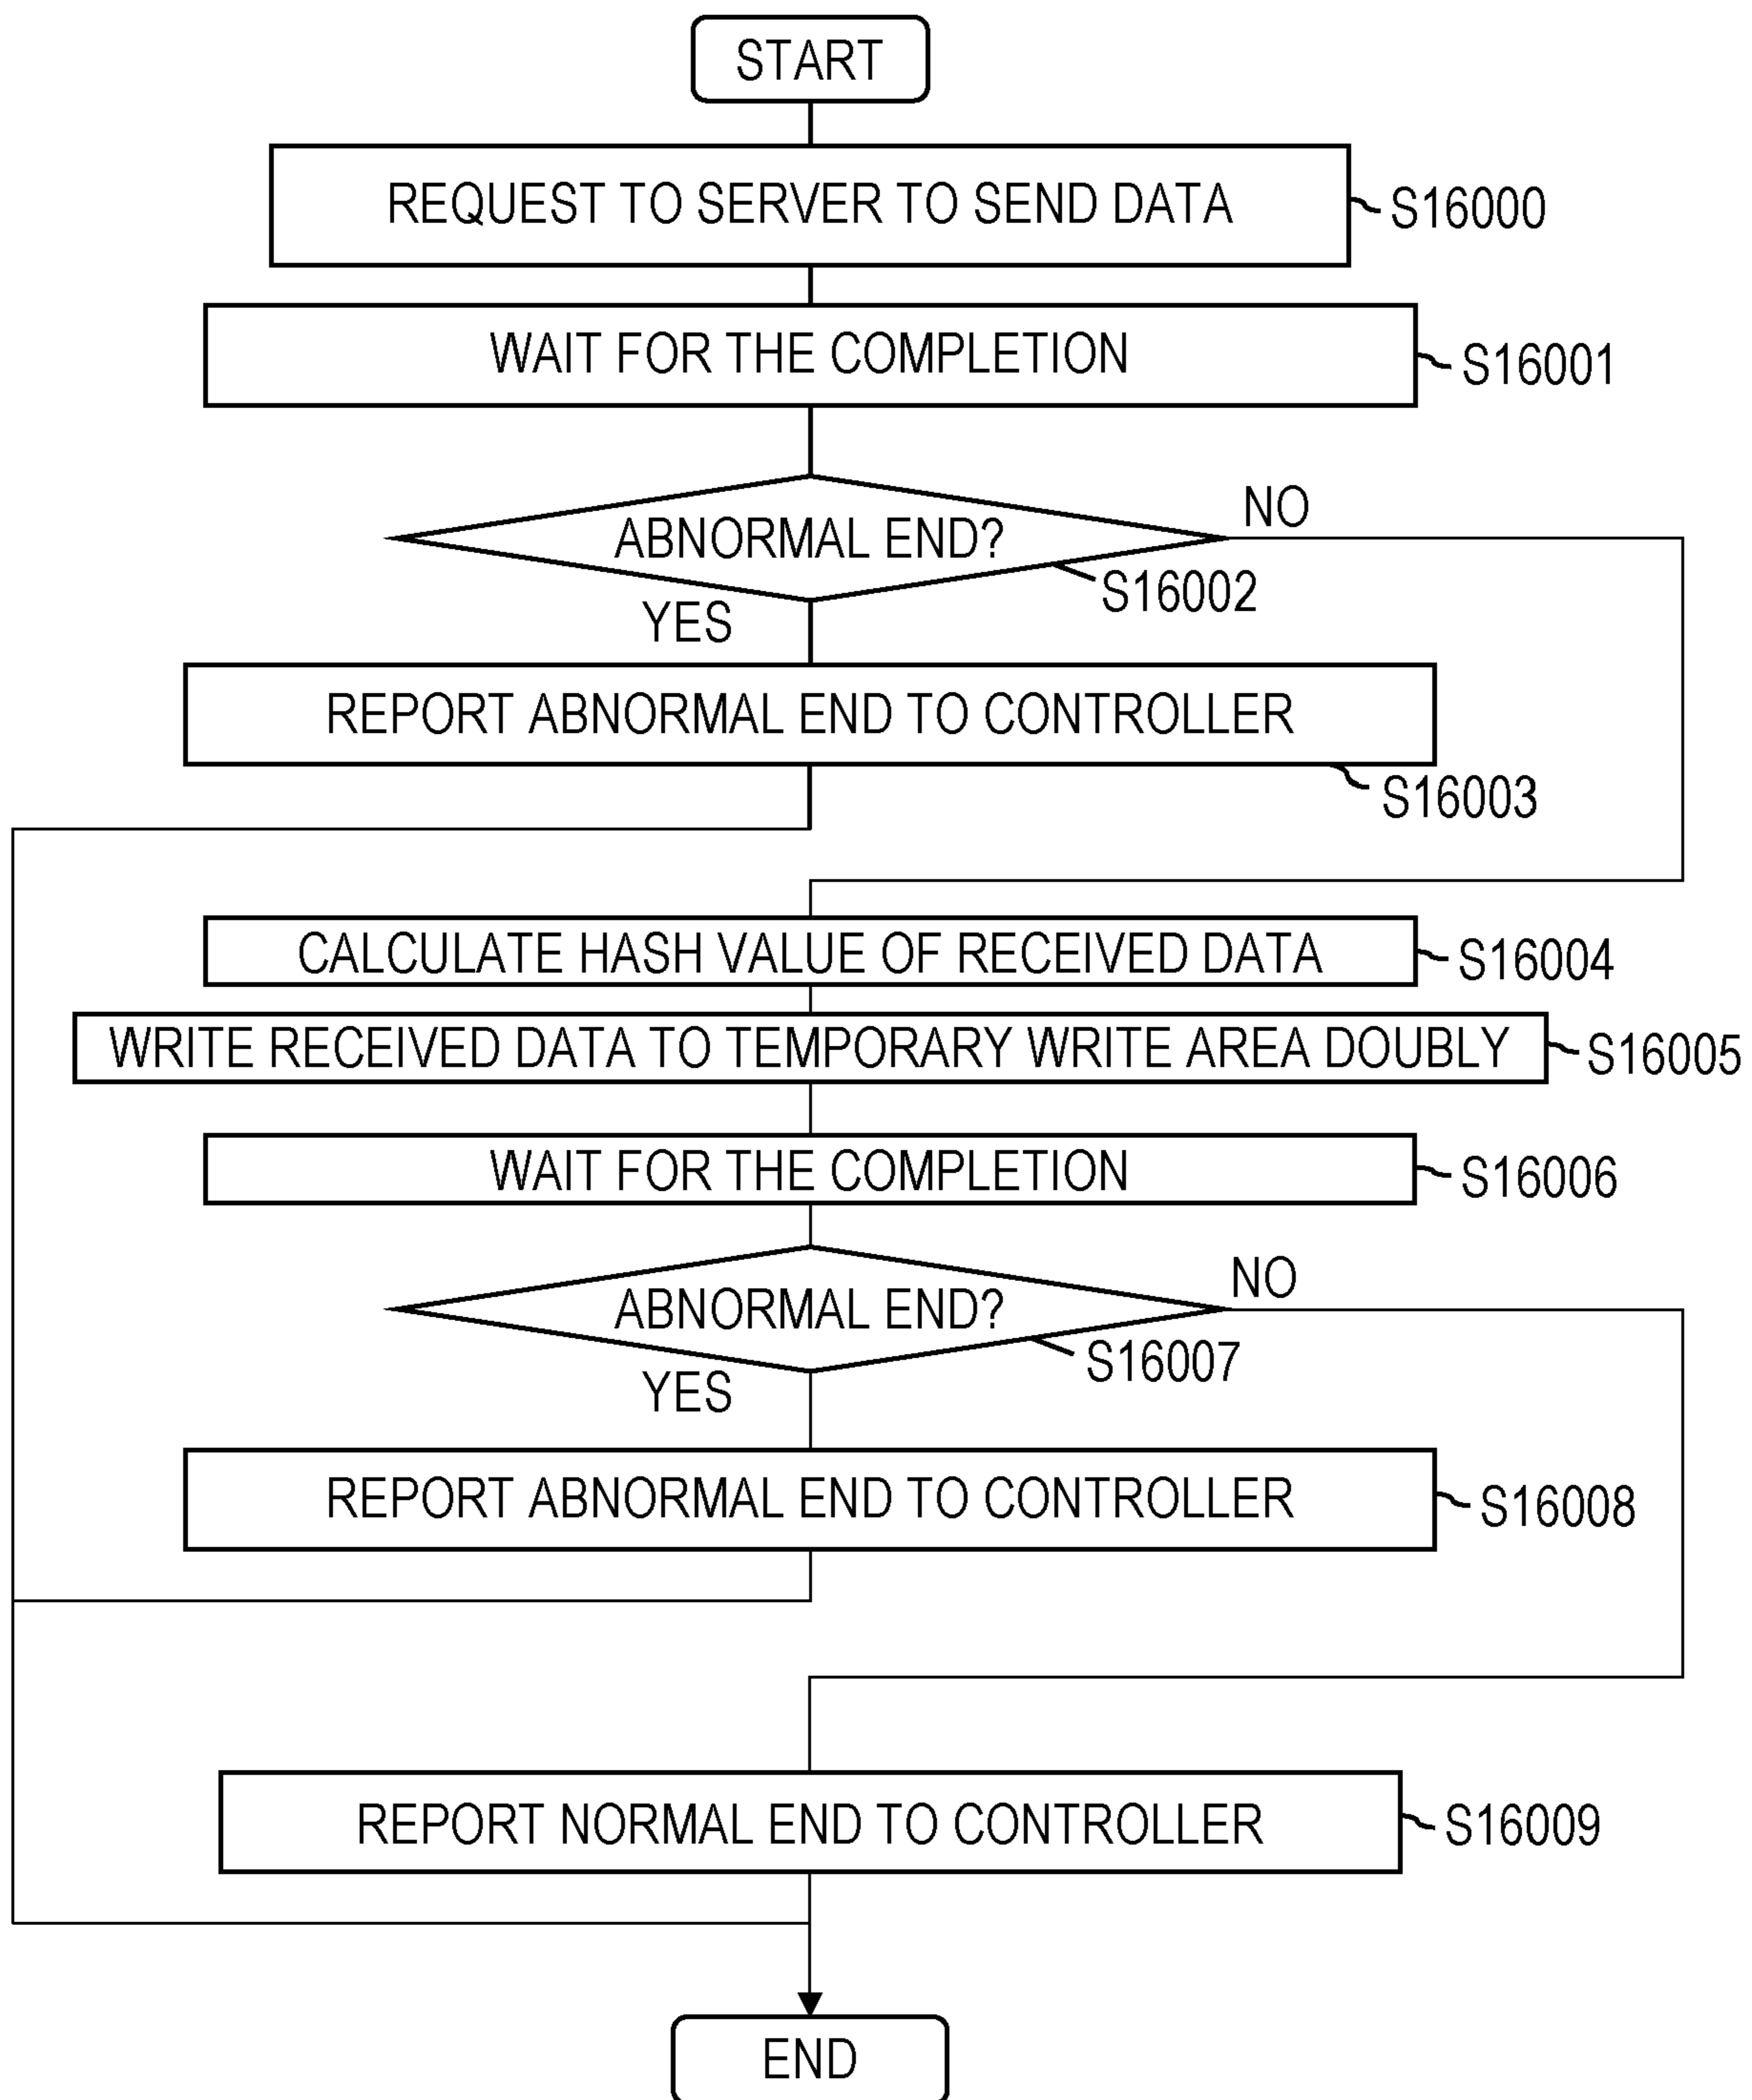 START
REQUEST TO SERVER TO SEND DATA
S16000
WAIT FOR THE COMPLETION
S16001
NO
ABNORMAL END?
S16002
YES
REPORT ABNORMAL END TO CONTROLLER
S16003
CALCULATE HASH VALUE OF RECEIVED DATA
S16004
WRITE RECEIVED DATA TO TEMPORARY WRITE AREA DOUBLY
S16005
WAIT FOR THE COMPLETION
S16006
NO
ABNORMAL END?
S16007
YES
REPORT ABNORMAL END TO CONTROLLER
S16008
REPORT NORMAL END TO CONTROLLER
S16009
END